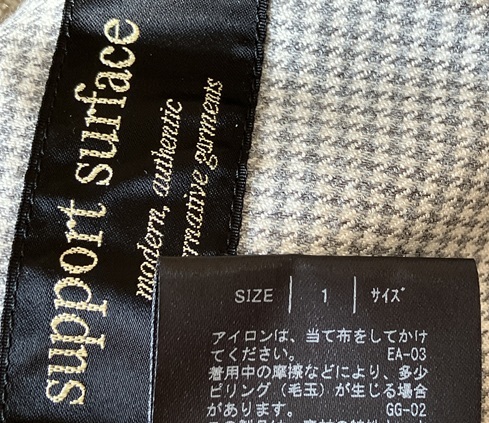 support surface
modern, authentic
garments
SIZE | 1 | サイズ
アイロンは、当て布をしてかけ
てください。 EA-03
着用中の摩擦などにより、多少
ピリング（毛玉）が生じる場合
があります。 GG-02